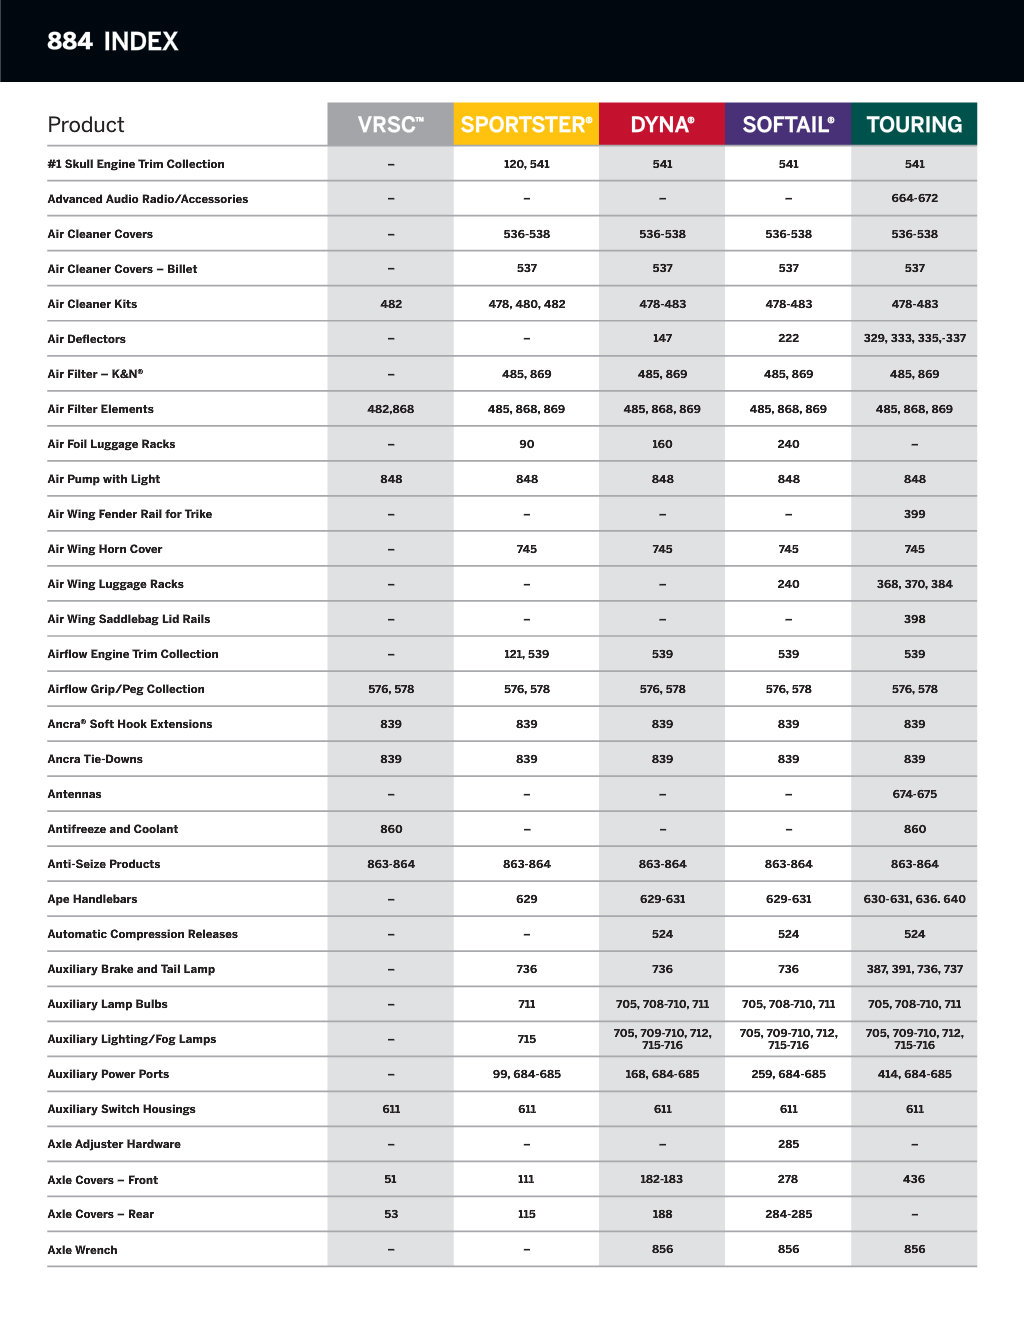 884 INDEX
Product VRSC™ SPORTSTER® DYNA® SOFTAIL® TOURING
#1 Skull Engine Trim Collection – 120, 541 541 541 541
Advanced Audio Radio/Accessories – – – – 664-672
Air Cleaner Covers – 536-538 536-538 536-538 536-538
Air Cleaner Covers – Billet – 537 537 537 537
Air Cleaner Kits 482 478, 480, 482 478-483 478-483 478-483
Air Deflectors – – 147 222 329, 333, 335,-337
Air Filter – K&N® – 485, 869 485, 869 485, 869 485, 869
Air Filter Elements 482,868 485, 868, 869 485, 868, 869 485, 868, 869 485, 868, 869
Air Foil Luggage Racks – 90 160 240 –
Air Pump with Light 848 848 848 848 848
Air Wing Fender Rail for Trike – – – – 399
Air Wing Horn Cover – 745 745 745 745
Air Wing Luggage Racks – – – 240 368, 370, 384
Air Wing Saddlebag Lid Rails – – – – 398
Airflow Engine Trim Collection – 121, 539 539 539 539
Airflow Grip/Peg Collection 576, 578 576, 578 576, 578 576, 578 576, 578
Ancra® Soft Hook Extensions 839 839 839 839 839
Ancra Tie-Downs 839 839 839 839 839
Antennas – – – – 674-675
Antifreeze and Coolant 860 – – – 860
Anti-Seize Products 863-864 863-864 863-864 863-864 863-864
Ape Handlebars – 629 629-631 629-631 630-631, 636. 640
Automatic Compression Releases – – 524 524 524
Auxiliary Brake and Tail Lamp – 736 736 736 387, 391, 736, 737
Auxiliary Lamp Bulbs – 711 705, 708-710, 711 705, 708-710, 711 705, 708-710, 711
Auxiliary Lighting/Fog Lamps – 715 705, 709-710, 712, 705, 709-710, 712, 705, 709-710, 712,
715-716 715-716 715-716
Auxiliary Power Ports – 99, 684-685 168, 684-685 259, 684-685 414, 684-685
Auxiliary Switch Housings 611 611 611 611 611
Axle Adjuster Hardware – – – 285 –
Axle Covers – Front 51 111 182-183 278 436
Axle Covers – Rear 53 115 188 284-285 –
Axle Wrench – – 856 856 856